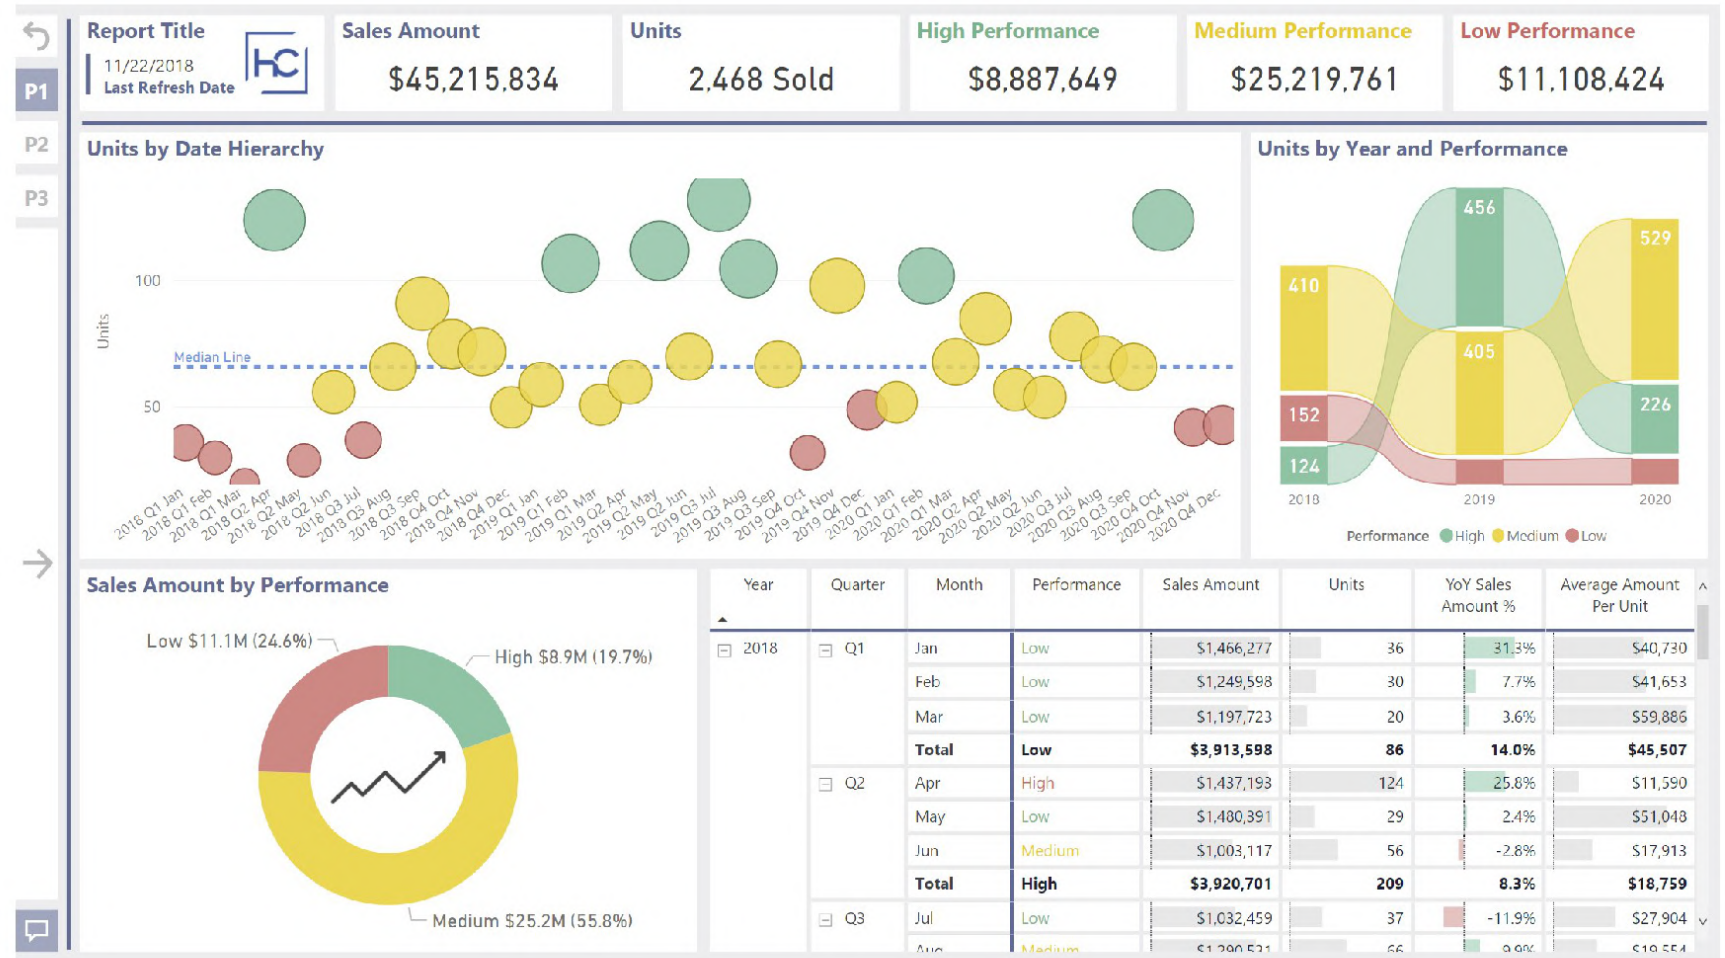 Report Title
11/22/2018
Last Refresh Date
HC
Sales Amount
$45,215,834
Units
2,468 Sold
High Performance
$8,887,649
Medium Performance
$25,219,761
Low Performance
$11,108,424
P1
P2
P3
Units by Date Hierarchy
Units
100
50
Median Line
2018 Q1 Jan
2018 Q1 Feb
2018 Q1 Mar
2018 Q2 Apr
2018 Q2 May
2018 Q2 Jun
2018 Q3 Jul
2018 Q3 Aug
2018 Q3 Sep
2018 Q4 Oct
2018 Q4 Nov
2018 Q4 Dec
2019 Q1 Jan
2019 Q1 Feb
2019 Q1 Mar
2019 Q2 Apr
2019 Q2 May
2019 Q2 Jun
2019 Q3 Jul
2019 Q3 Aug
2019 Q3 Sep
2019 Q4 Oct
2019 Q4 Nov
2019 Q4 Dec
2020 Q1 Jan
2020 Q1 Feb
2020 Q1 Mar
2020 Q2 Apr
2020 Q2 May
2020 Q2 Jun
2020 Q3 Jul
2020 Q3 Aug
2020 Q3 Sep
2020 Q4 Oct
2020 Q4 Nov
2020 Q4 Dec
Units by Year and Performance
456
529
410
405
226
152
124
2018 2019 2020
Performance High Medium Low
Sales Amount by Performance
Low $11.1M (24.6%)
High $8.9M (19.7%)
Medium $25.2M (55.8%)
Year Quarter Month Performance Sales Amount Units YoY Sales Amount % Average Amount Per Unit
2018 Q1 Jan Low $1,466,277 36 31.3% $40,730
Feb Low $1,249,598 30 7.7% $41,653
Mar Low $1,197,723 20 3.6% $59,886
Total Low $3,913,598 86 14.0% $45,507
Q2 Apr High $1,437,193 124 25.8% $11,590
May Low $1,480,391 29 2.4% $51,048
Jun Medium $1,003,117 56 -2.8% $17,913
Total High $3,920,701 209 8.3% $18,759
Q3 Jul Low $1,032,459 37 -11.9% $27,904
Aug Medium $1,290,531 66 9.9% $19,554